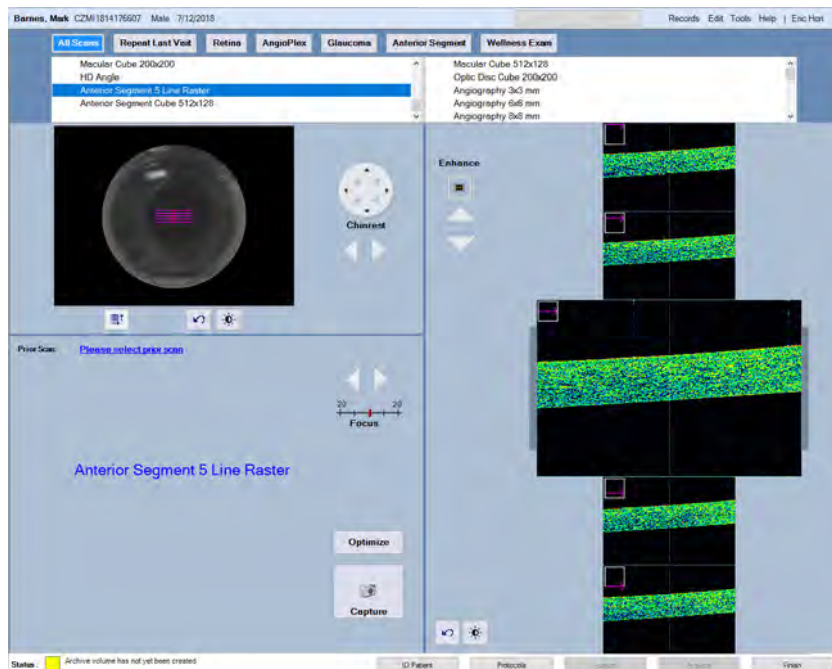 Barnes, Mark CZMI1814176607 Male 7/12/2018
Records Edit Tools Help | Eric Hori
All Scans Repeat Last Visit Retina AngioPlex Glaucoma Anterior Segment Wellness Exam
Macular Cube 200x200
HD Angle
Anterior Segment 5 Line Raster
Anterior Segment Cube 512x128
Macular Cube 512x128
Optic Disc Cube 200x200
Angiography 3x3 mm
Angiography 6x6 mm
Angiography 8x8 mm
Chinrest
Enhance
Prior Scan: Please select prior scan
20 20
Focus
Anterior Segment 5 Line Raster
Optimize
Capture
Status : Archive volume has not yet been created
ID Patient Protocols Finish